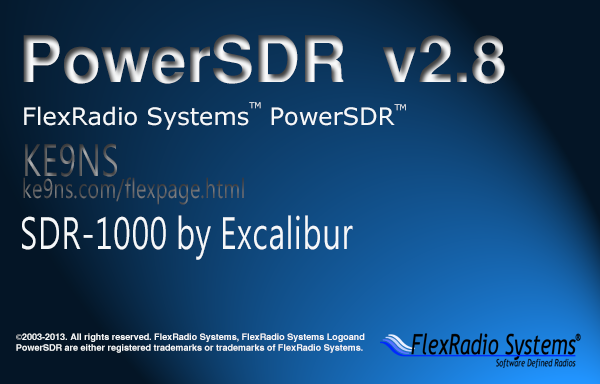 PowerSDR v2.8
FlexRadio Systems™ PowerSDR™
KE9NS
ke9ns.com/flexpage.html
SDR-1000 by Excalibur
©2003-2013. All rights reserved. FlexRadio Systems, FlexRadio Systems Logoand
PowerSDR are either registered trademarks or trademarks of FlexRadio Systems.
FlexRadio Systems®
Software Defined Radios